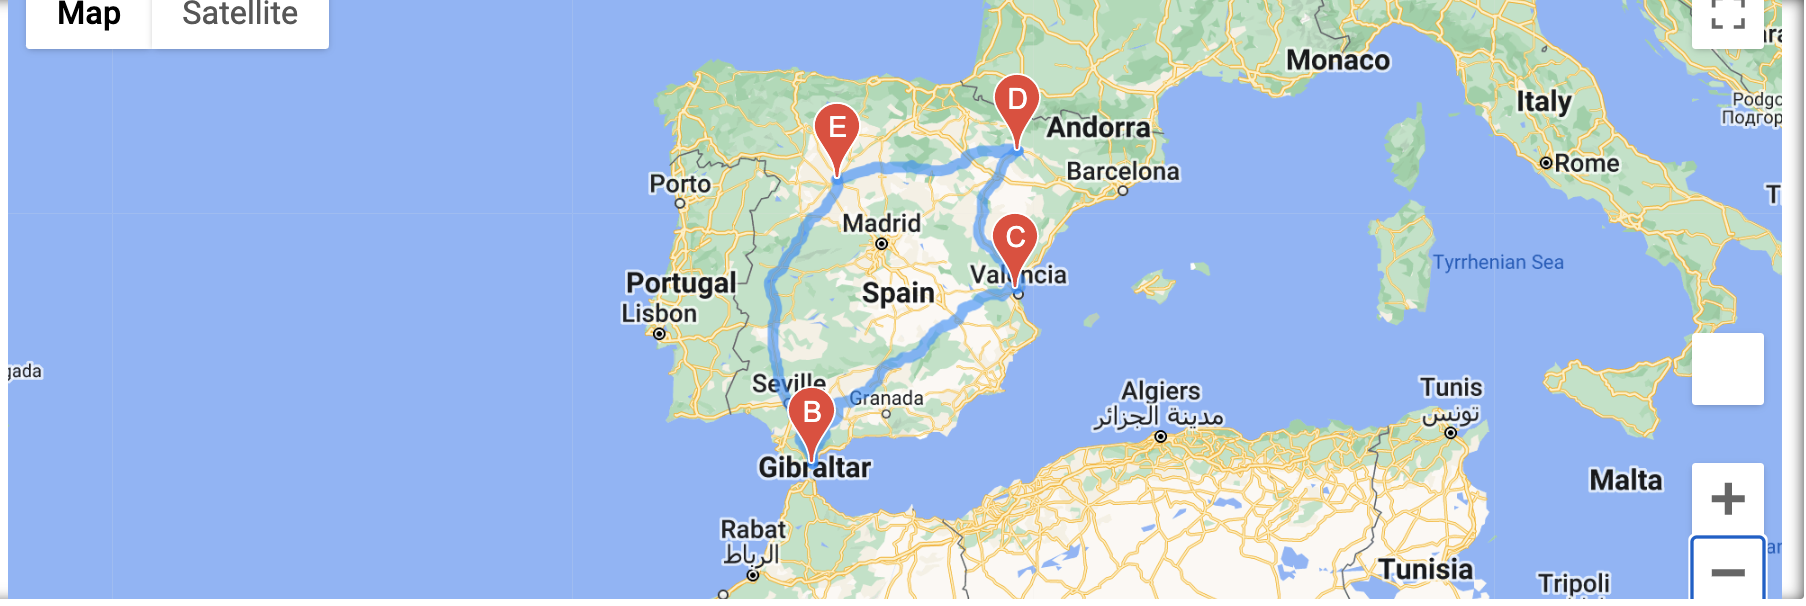 Map
Satellite
Monaco
Italy
Podgo
Подгор
D
Andorra
E
Rome
Barcelona
Porto
Madrid
C
Valencia
Tyrrhenian Sea
Portugal
Spain
Lisbon
gada
Seville
Granada
B
Algiers
مدينة الجزائر
Tunis
تونس
Gibraltar
Malta
Rabat
الرباط
Tunisia
Tripoli